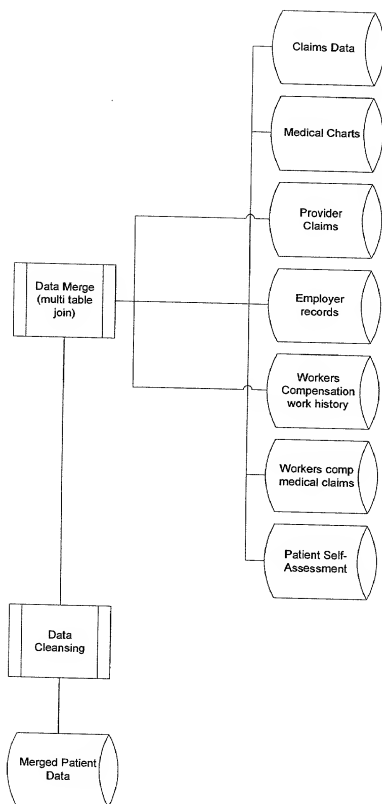 Claims Data
Medical Charts
Provider
Claims
Data Merge
(multi table
join)
Employer
records
Workers
Compensation
work history
Workers comp
medical claims
Patient Self-
Assessment
Data
Cleansing
Merged Patient
Data